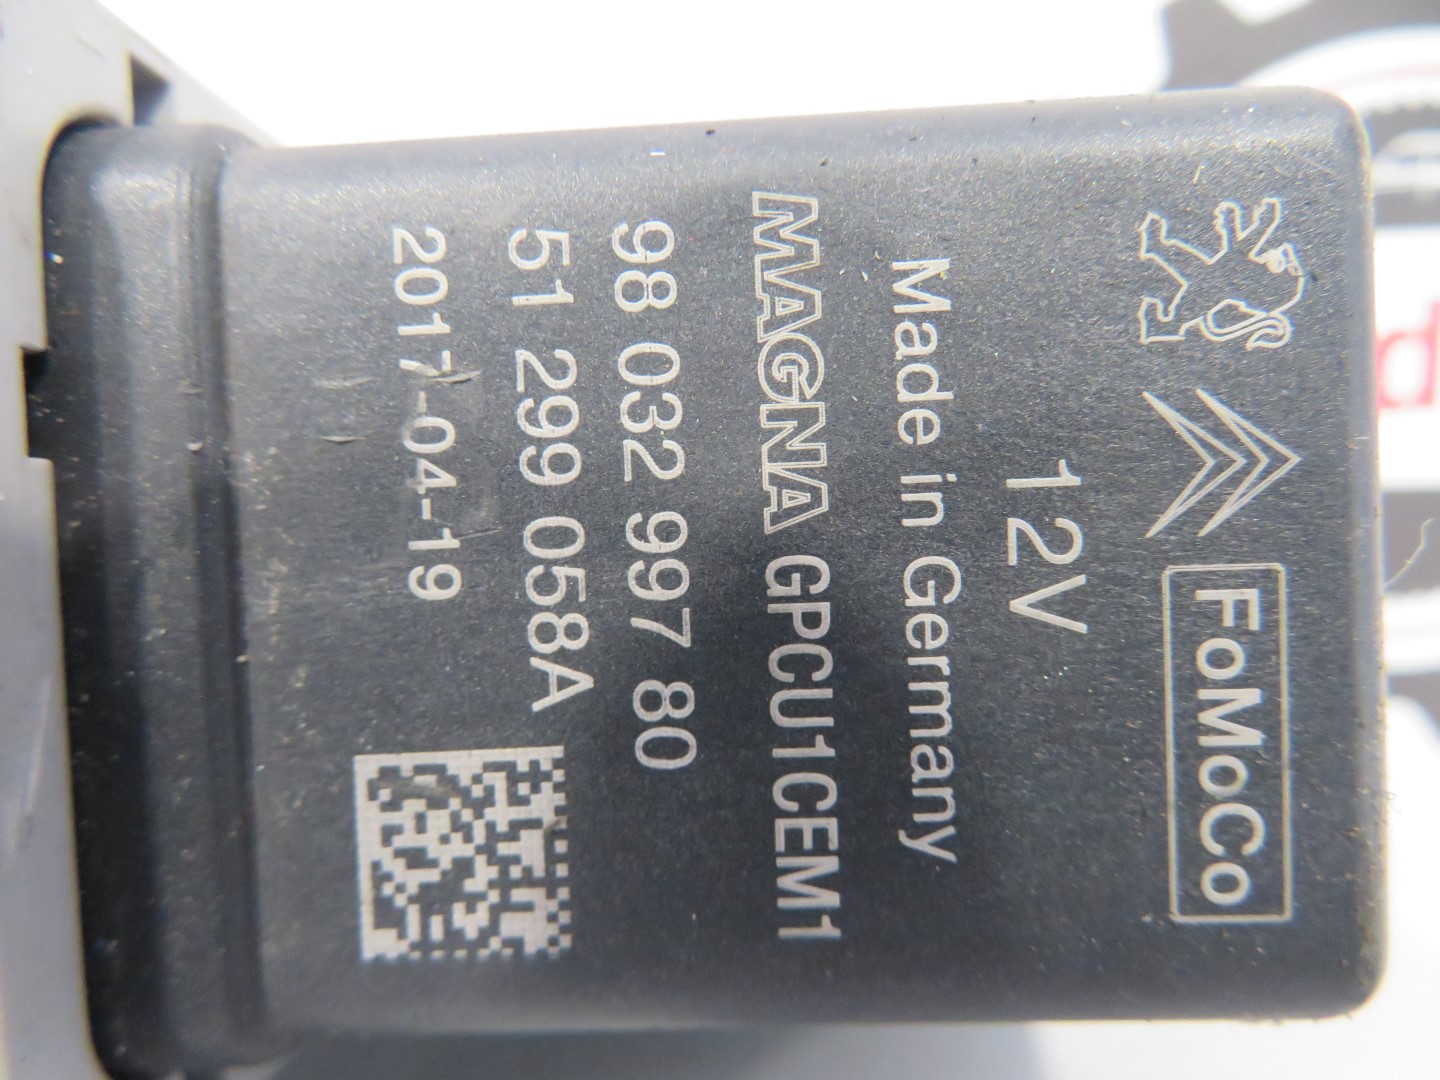 FoMoCo
12V
Made in Germany
MAGNA GPCU1CEM1
98 032 997 80
51 299 058A
2017-04-19
d